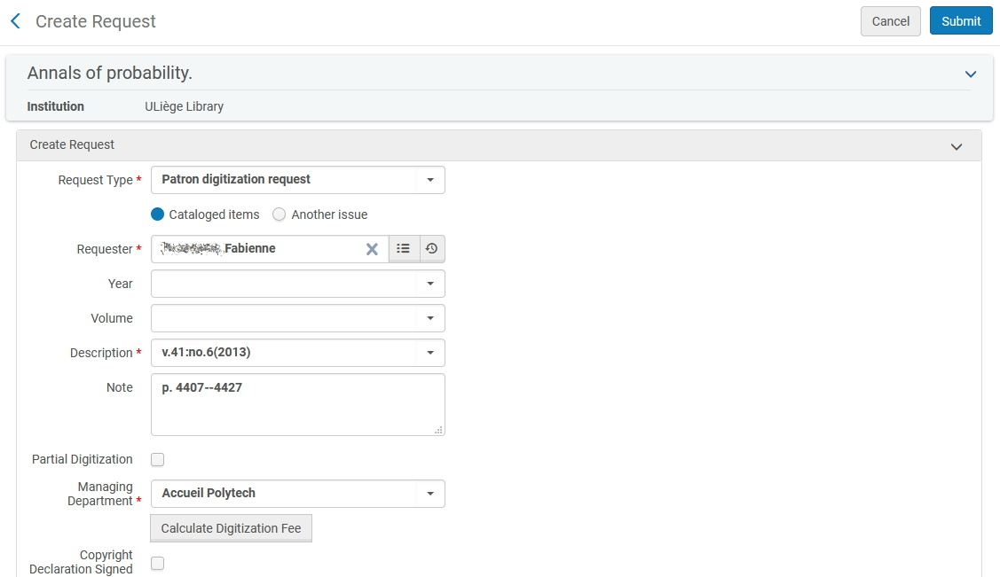 Create Request
Cancel
Submit
Annals of probability.
Institution ULiège Library
Create Request
Request Type * Patron digitization request
Cataloged items Another issue
Requester * Fabienne
Year
Volume
Description * v.41:no.6(2013)
Note p. 4407--4427
Partial Digitization
Managing
Department * Accueil Polytech
Calculate Digitization Fee
Copyright
Declaration Signed